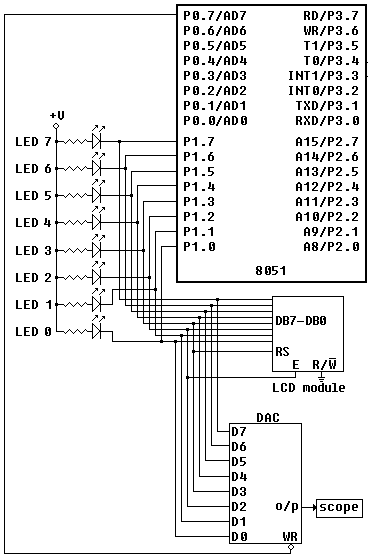 P0.7/AD7 RD/P3.7
P0.6/AD6 WR/P3.6
P0.5/AD5 T1/P3.5
P0.4/AD4 T0/P3.4
P0.3/AD3 INT1/P3.3
P0.2/AD2 INT0/P3.2
P0.1/AD1 TXD/P3.1
P0.0/AD0 RXD/P3.0
+V
LED 7 P1.7 A15/P2.7
LED 6 P1.6 A14/P2.6
LED 5 P1.5 A13/P2.5
LED 4 P1.4 A12/P2.4
LED 3 P1.3 A11/P2.3
LED 2 P1.2 A10/P2.2
LED 1 P1.1 A9/P2.1
LED 0 P1.0 A8/P2.0
8051
DB7-DB0
RS
E R/W̅
LCD module
DAC
D7
D6
D5
D4
D3
D2 o/p scope
D1
D0 WR